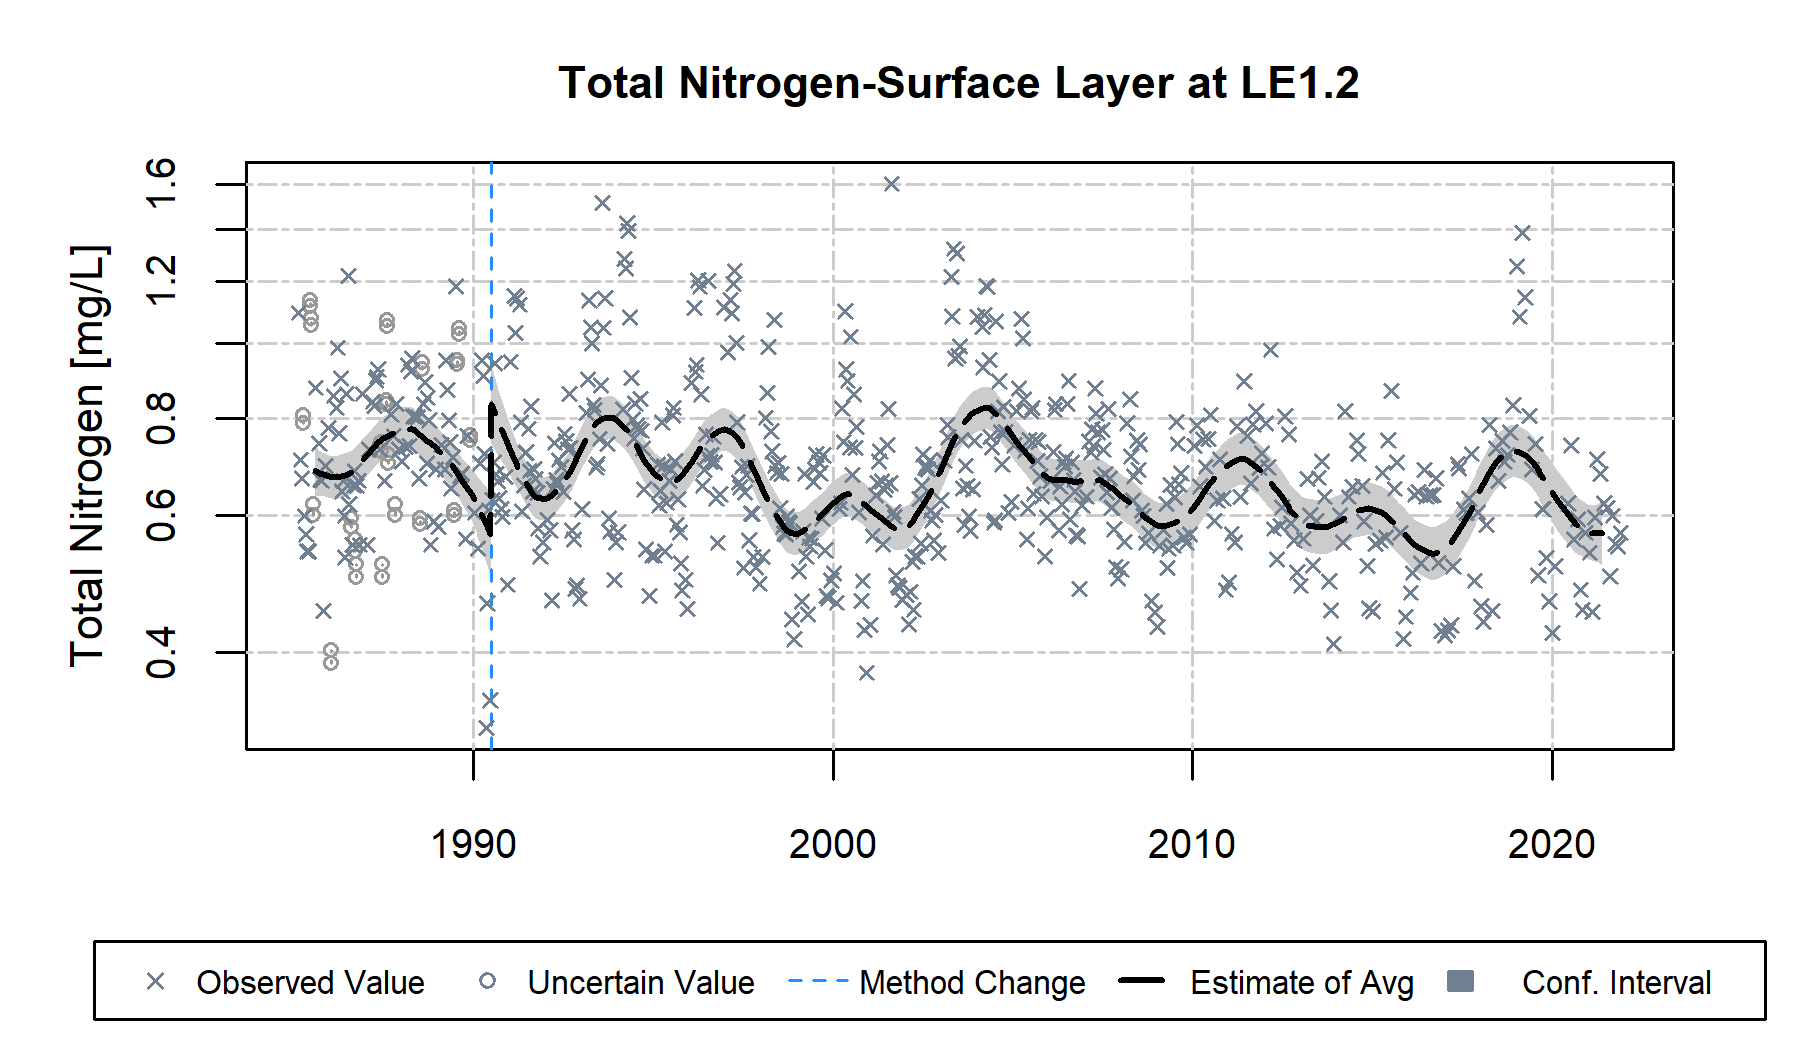 Total Nitrogen-Surface Layer at LE1.2
Total Nitrogen [mg/L]
1.6
1.2
0.8
0.6
0.4
1990 2000 2010 2020
Observed Value Uncertain Value Method Change Estimate of Avg Conf. Interval